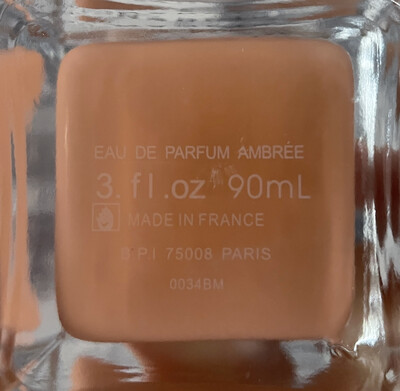 EAU DE PARFUM AMBRÉE
3. fl.oz 90mL
MADE IN FRANCE
P I 75008 PARIS
0034BM